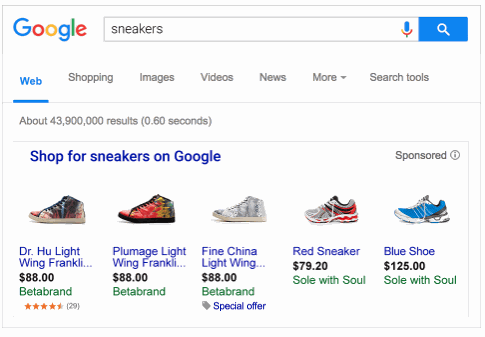 Google
sneakers
Web Shopping Images Videos News More Search tools
About 43,900,000 results (0.60 seconds)
Shop for sneakers on Google
Sponsored
Dr. Hu Light
Wing Frankli...
$88.00
Betabrand
(29)
Plumage Light
Wing Frankli...
$88.00
Betabrand
Fine China
Light Wing...
$88.00
Betabrand
Special offer
Red Sneaker
$79.20
Sole with Soul
Blue Shoe
$125.00
Sole with Soul